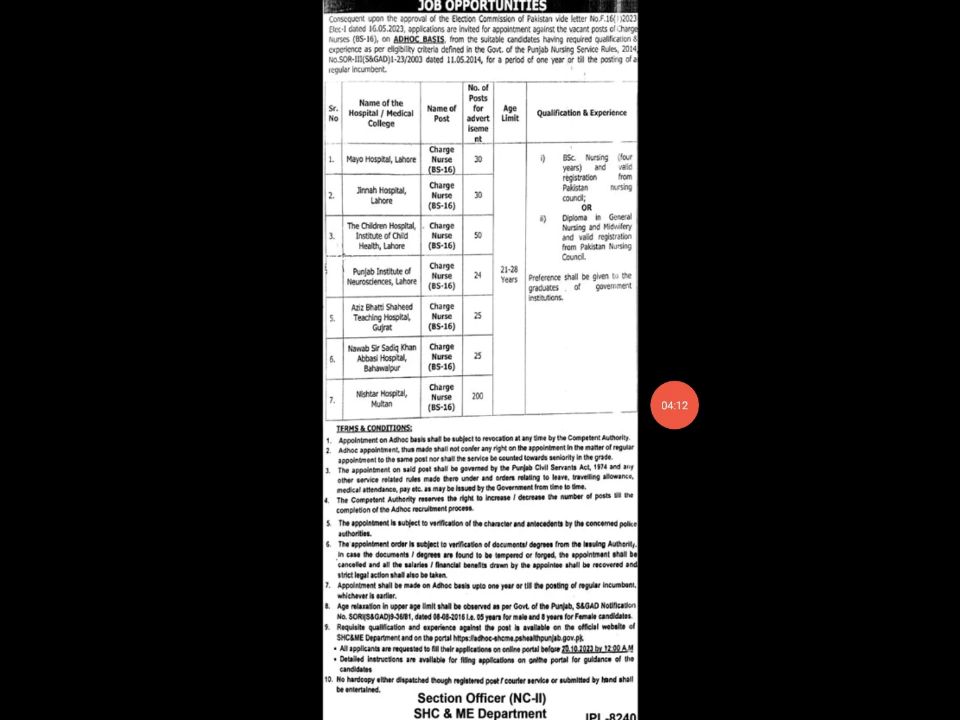 JOB OPPORTUNITIES
Consequent upon the approval of the Election Commission of Pakistan vide letter No.F.16(1)2023
Elec-I dated 16.05.2023, applications are invited for appointment against the vacant posts of Charge
Nurses (BS-16), on ADHOC BASIS, from the suitable candidates having required qualification &
experience as per eligibility criteria defined in the Govt. of the Punjab Nursing Service Rules, 2014,
No.SOR-III(S&GAD)1-23/2003 dated 11.05.2014, for a period of one year or till the posting of a
regular incumbent.
Sr. No
Name of the Hospital / Medical College
Name of Post
No. of Posts for advert iseme nt
Age Limit
Qualification & Experience
1. Mayo Hospital, Lahore Charge Nurse (BS-16) 30
2. Jinnah Hospital, Lahore Charge Nurse (BS-16) 30
3. The Children Hospital, Institute of Child Health, Lahore Charge Nurse (BS-16) 50
Punjab Institute of Neurosciences, Lahore Charge Nurse (BS-16) 24
5. Aziz Bhatti Shaheed Teaching Hospital, Gujrat Charge Nurse (BS-16) 25
6. Nawab Sir Sadiq Khan Abbasi Hospital, Bahawalpur Charge Nurse (BS-16) 25
7. Nishtar Hospital, Multan Charge Nurse (BS-16) 200
21-28
Years
i) BSc. Nursing (four
years) and valid
registration from
Pakistan nursing
council;
OR
ii) Diploma in General
Nursing and Midwifery
and valid registration
from Pakistan Nursing
Council.
Preference shall be given to the
graduates of government
institutions.
04:12
TERMS & CONDITIONS:
1. Appointment on Adhoc basis shall be subject to revocation at any time by the Competent Authority.
2. Adhoc appointment, thus made shall not confer any right on the appointment in the matter of regular
appointment to the same post nor shall the service be counted towards seniority in the grade.
3. The appointment on said post shall be governed by the Punjab Civil Servants Act, 1974 and any
other service related rules made there under and orders relating to leave, travelling allowance,
medical attendance, pay etc. as may be issued by the Government from time to time.
4. The Competent Authority reserves the right to increase / decrease the number of posts till the
completion of the Adhoc recruitment process.
5. The appointment is subject to verification of the character and antecedents by the concerned police
authorities.
6. The appointment order is subject to verification of documents/ degrees from the issuing Authority.
In case the documents / degrees are found to be tempered or forged, the appointment shall be
cancelled and all the salaries / financial benefits drawn by the appointee shall be recovered and
strict legal action shall also be taken.
7. Appointment shall be made on Adhoc basis upto one year or till the posting of regular incumbent,
whichever is earlier.
8. Age relaxation in upper age limit shall be observed as per Govt. of the Punjab, S&GAD Notification
No. SORI(S&GAD)9-36/81, dated i.e. 05 years for male and 8 years for Female candidates.
9. Requisite qualification and experience against the post is available on the official website of
SHC&ME Department and on the portal https://adhoc-shcme.pshealthpunjab.gov.pk.
• All applicants are requested to fill their applications on online portal before 20.10.2023 by 12:00 A.M
• Detailed instructions are available for filing applications on online portal for guidance of the
candidates
10. No hardcopy either dispatched though registered post / courier service or submitted by hand shall
be entertained.
Section Officer (NC-II)
SHC & ME Department
IPL-8240